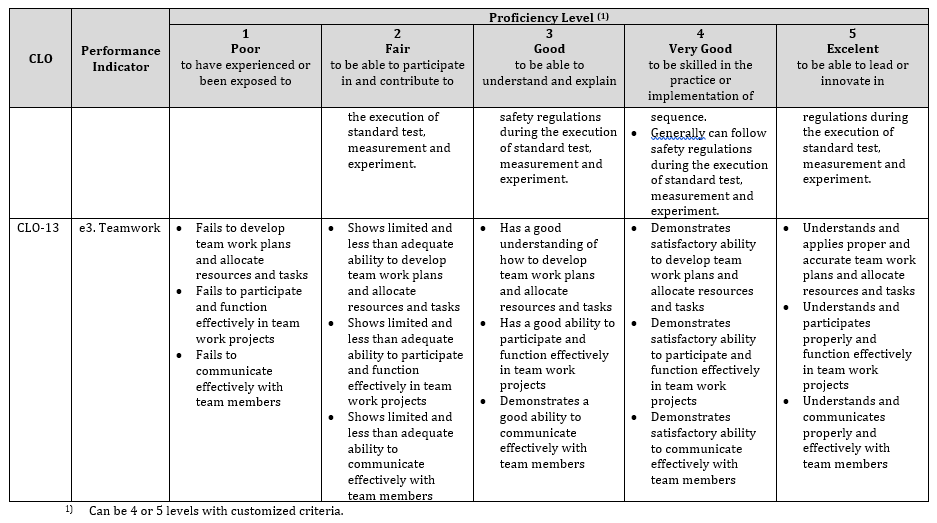 Proficiency Level (1)
CLO
Performance
Indicator
1
Poor
to have experienced or
been exposed to
2
Fair
to be able to participate
in and contribute to
3
Good
to be able to
understand and explain
4
Very Good
to be skilled in the
practice or
implementation of
5
Excelent
to be able to lead or
innovate in
the execution of
standard test,
measurement and
experiment.
safety regulations
during the execution
of standard test,
measurement and
experiment.
sequence.
• Generally can follow
safety regulations
during the execution
of standard test,
measurement and
experiment.
regulations during
the execution of
standard test,
measurement and
experiment.
CLO-13
e3. Teamwork
• Fails to develop
team work plans
and allocate
resources and tasks
• Fails to participate
and function
effectively in team
work projects
• Fails to
communicate
effectively with
team members
• Shows limited and
less than adequate
ability to develop
team work plans
and allocate
resources and tasks
• Shows limited and
less than adequate
ability to participate
and function
effectively in team
work projects
• Shows limited and
less than adequate
ability to
communicate
effectively with
team members
• Has a good
understanding of
how to develop
team work plans
and allocate
resources and tasks
• Has a good ability to
participate and
function effectively
in team work
projects
• Demonstrates a
good ability to
communicate
effectively with
team members
• Demonstrates
satisfactory ability
to develop team
work plans and
allocate resources
and tasks
• Demonstrates
satisfactory ability
to participate and
function effectively
in team work
projects
• Demonstrates
satisfactory ability
to communicate
effectively with
team members
• Understands and
applies proper and
accurate team work
plans and allocate
resources and tasks
• Understands and
participates
properly and
function effectively
in team work
projects
• Understands and
communicates
properly and
effectively with
team members
1) Can be 4 or 5 levels with customized criteria.